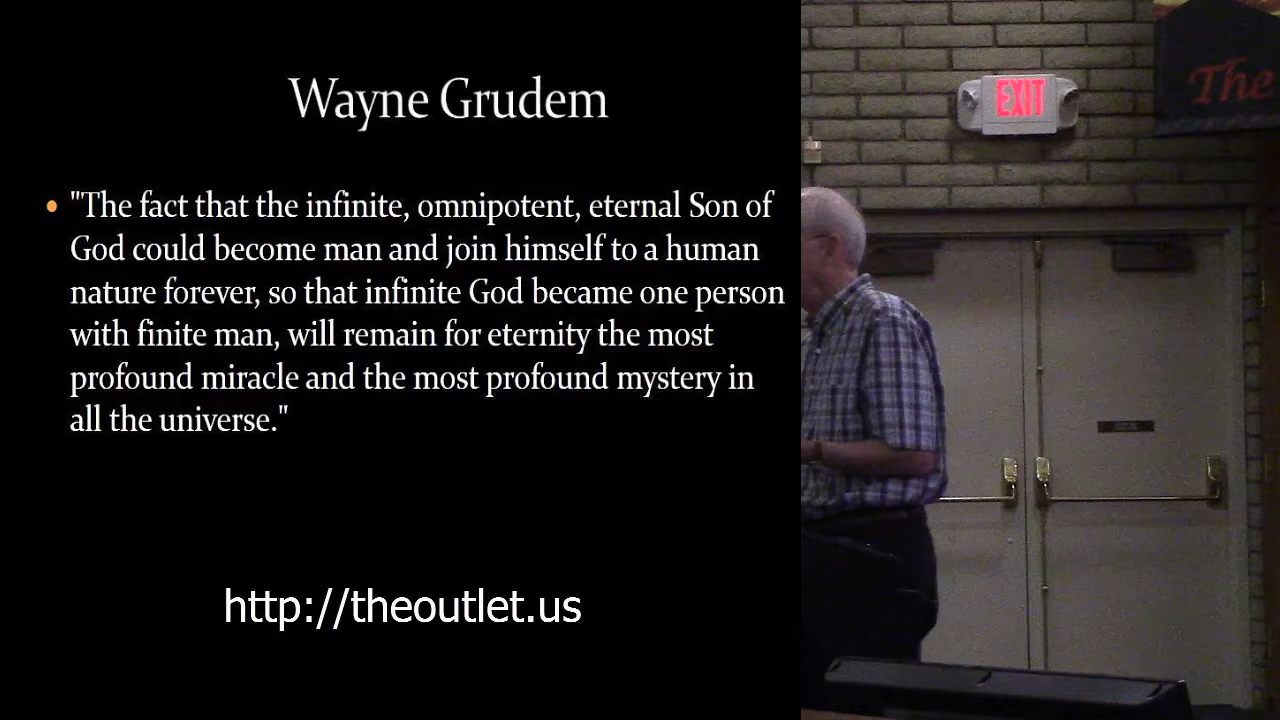 Wayne Grudem
• "The fact that the infinite, omnipotent, eternal Son of
God could become man and join himself to a human
nature forever, so that infinite God became one person
with finite man, will remain for eternity the most
profound miracle and the most profound mystery in
all the universe."
http://theoutlet.us
EXIT
The